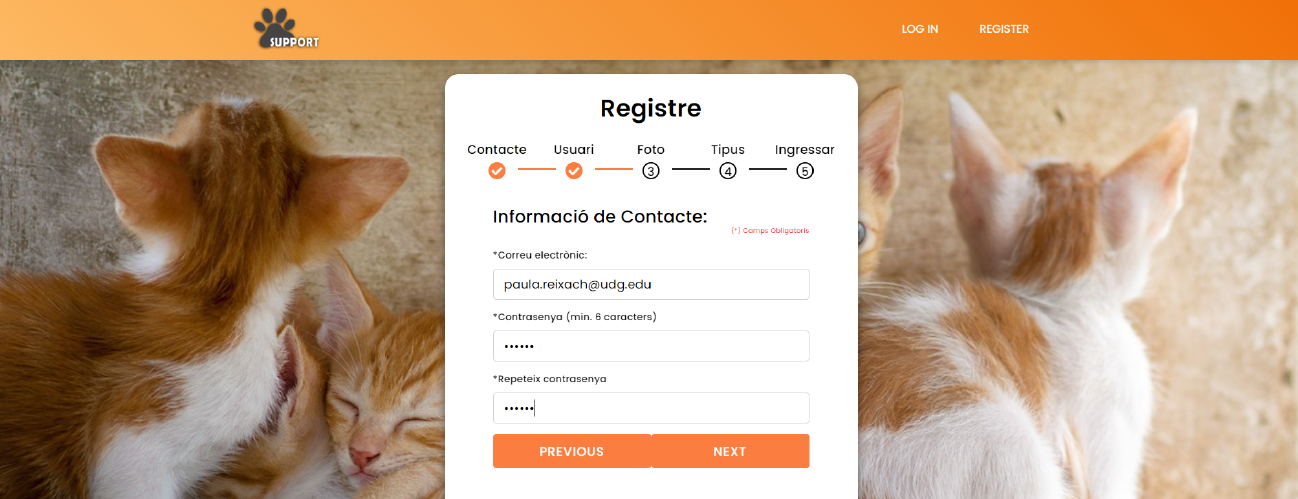 SUPPORT
LOG IN REGISTER
Registre
Contacte Usuari Foto Tipus Ingressar
3 4 5
Informació de Contacte:
(*) Camps Obligatoris
*Correu electrònic:
paula.reixach@udg.edu
*Contrasenya (min. 6 caracters)
••••••
*Repeteix contrasenya
••••••
PREVIOUS NEXT